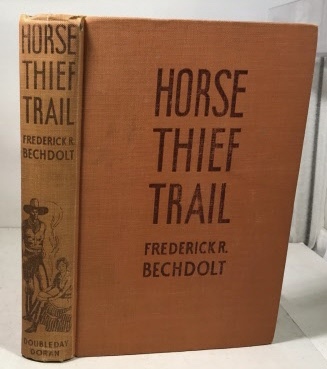 HORSE
THIEF
TRAIL
FREDERICK R.
BECHDOLT
DOUBLEDAY
DORAN
HORSE
THIEF
TRAIL
FREDERICK R.
BECHDOLT